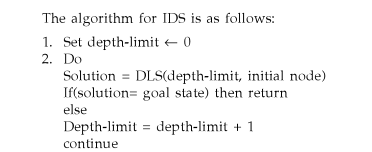 The algorithm for IDS is as follows:
1. Set depth-limit ← 0
2. Do
Solution = DLS(depth-limit, initial node)
If(solution= goal state) then return
else
Depth-limit = depth-limit + 1
continue